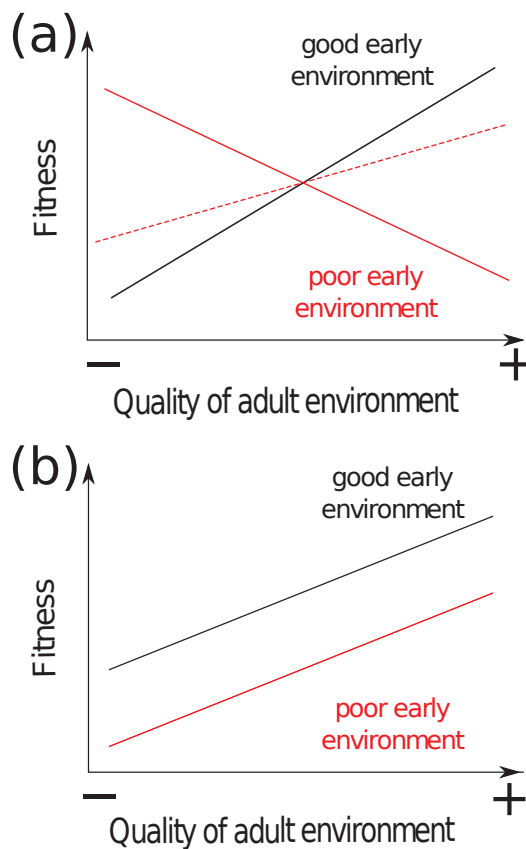 (a)
good early
environment
Fitness
poor early
environment
− +
Quality of adult environment
(b)
good early
environment
Fitness
poor early
environment
− +
Quality of adult environment